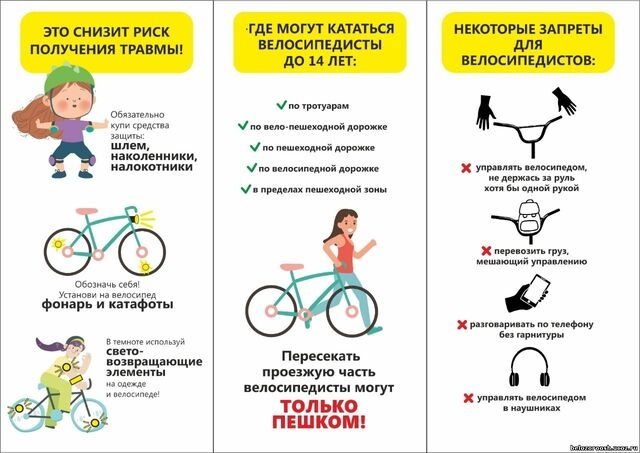 ЭТО СНИЗИТ РИСК
ПОЛУЧЕНИЯ ТРАВМЫ!
Обязательно
купи средства
защиты:
шлем,
наколенники,
налокотники
Обозначь себя!
Установи на велосипед
фонарь и катафоты
В темноте используй
свето-
возвращающие
элементы
на одежде
и велосипеде!
·ГДЕ МОГУТ КАТАТЬСЯ
ВЕЛОСИПЕДИСТЫ
ДО 14 ЛЕТ:
по тротуарам
по вело-пешеходной дорожке
по пешеходной дорожке
по велосипедной дорожке
в пределах пешеходной зоны
Пересекать
проезжую часть
велосипедисты могут
ТОЛЬКО
ПЕШКОМ!
НЕКОТОРЫЕ ЗАПРЕТЫ
ДЛЯ
ВЕЛОСИПЕДИСТОВ:
управлять велосипедом,
не держась за руль
хотя бы одной рукой
перевозить груз,
мешающий управлению
разговаривать по телефону
без гарнитуры
управлять велосипедом
в наушниках
belozoroosh.ucoz.ru